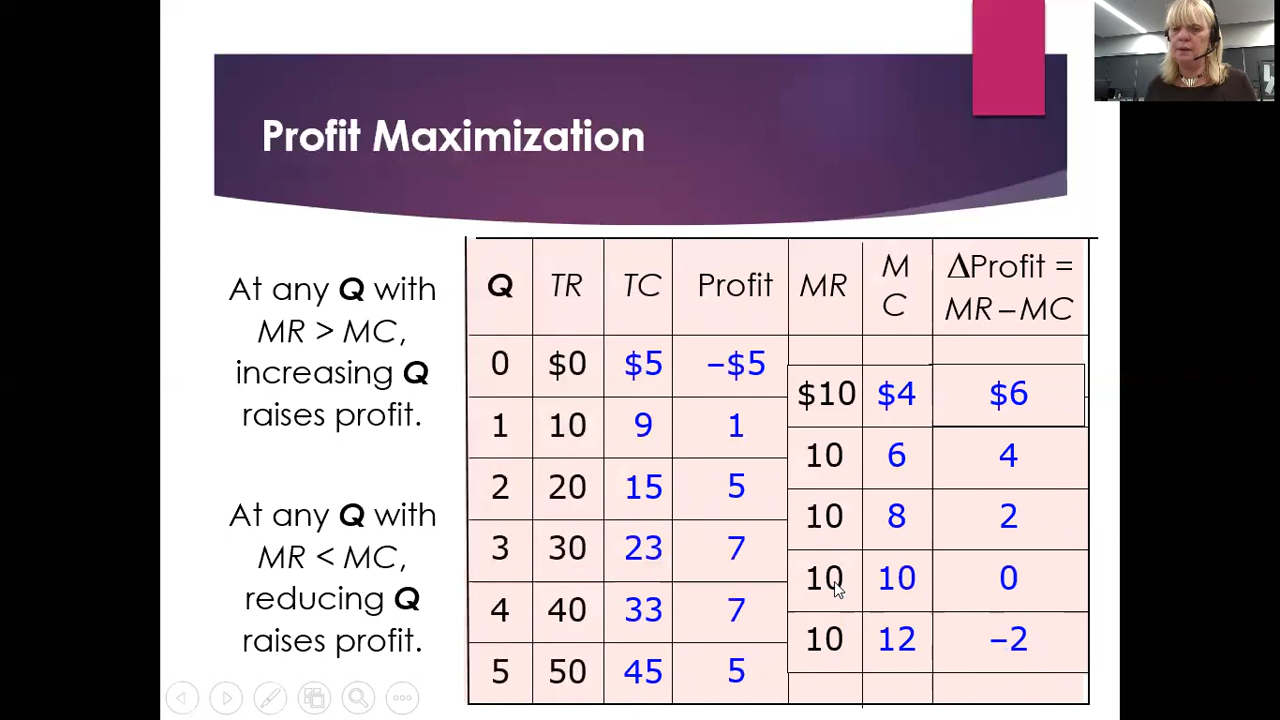 Profit Maximization
At any Q with
MR > MC,
increasing Q
raises profit.
At any Q with
MR < MC,
reducing Q
raises profit.
Q TR TC Profit MR M C ∆Profit = MR – MC
0 $0 $5 –$5
$10 $4 $6
1 10 9 1
10 6 4
2 20 15 5
10 8 2
3 30 23 7
10 10 0
4 40 33 7
10 12 –2
5 50 45 5